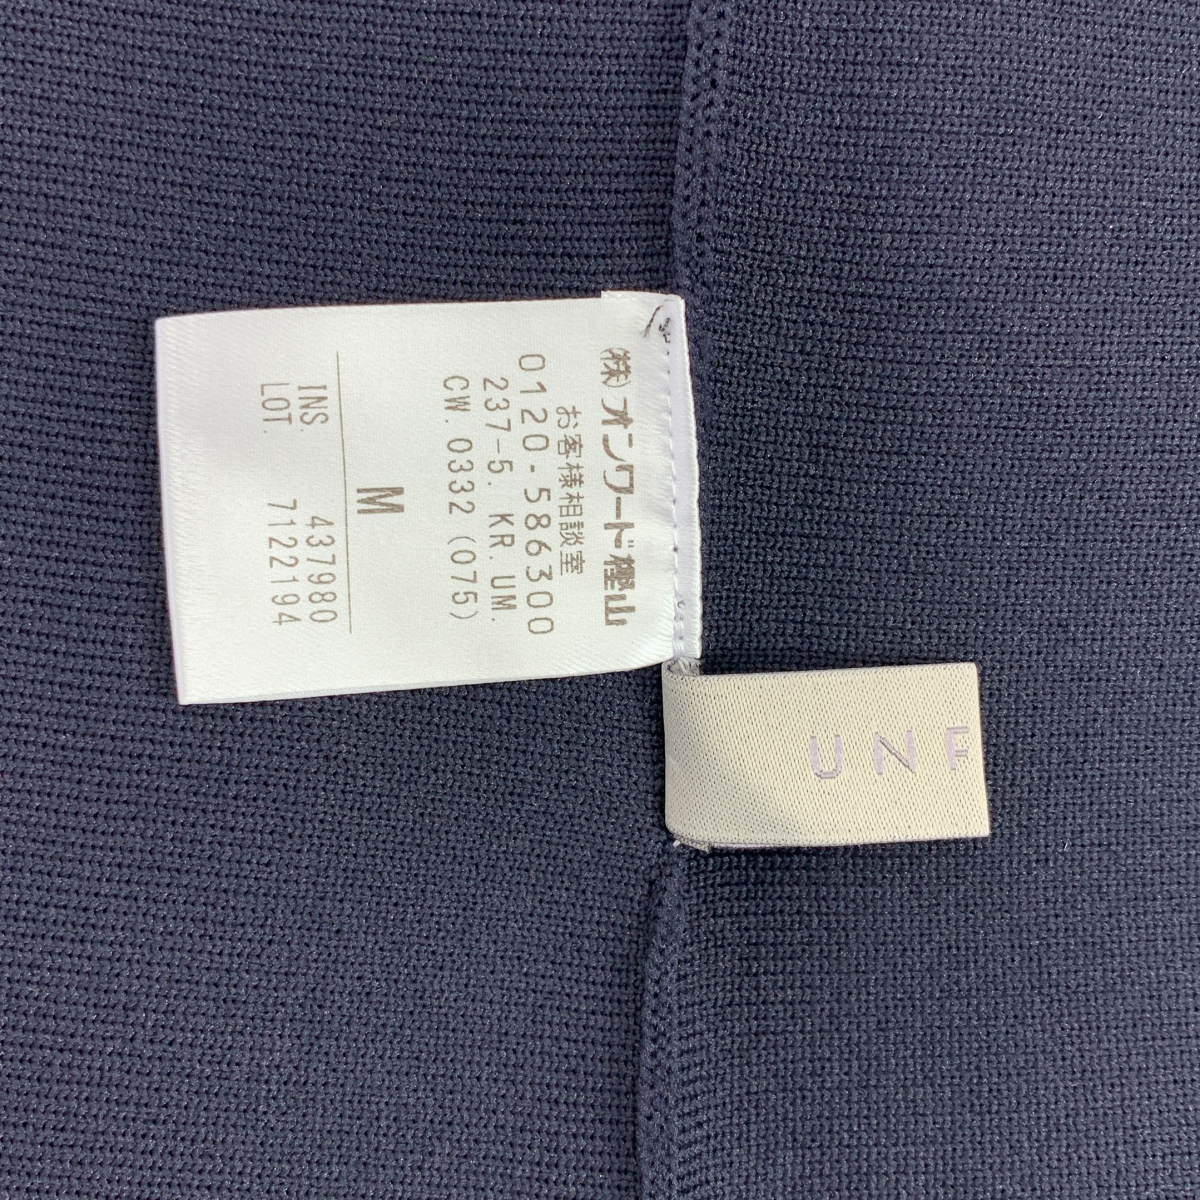 (株)オンワード樫山
お客様相談室
0120-586300
237-5. KR. UM.
CW. 0332 (075)
M
INS. 437980
LOT. 7122194
UNF